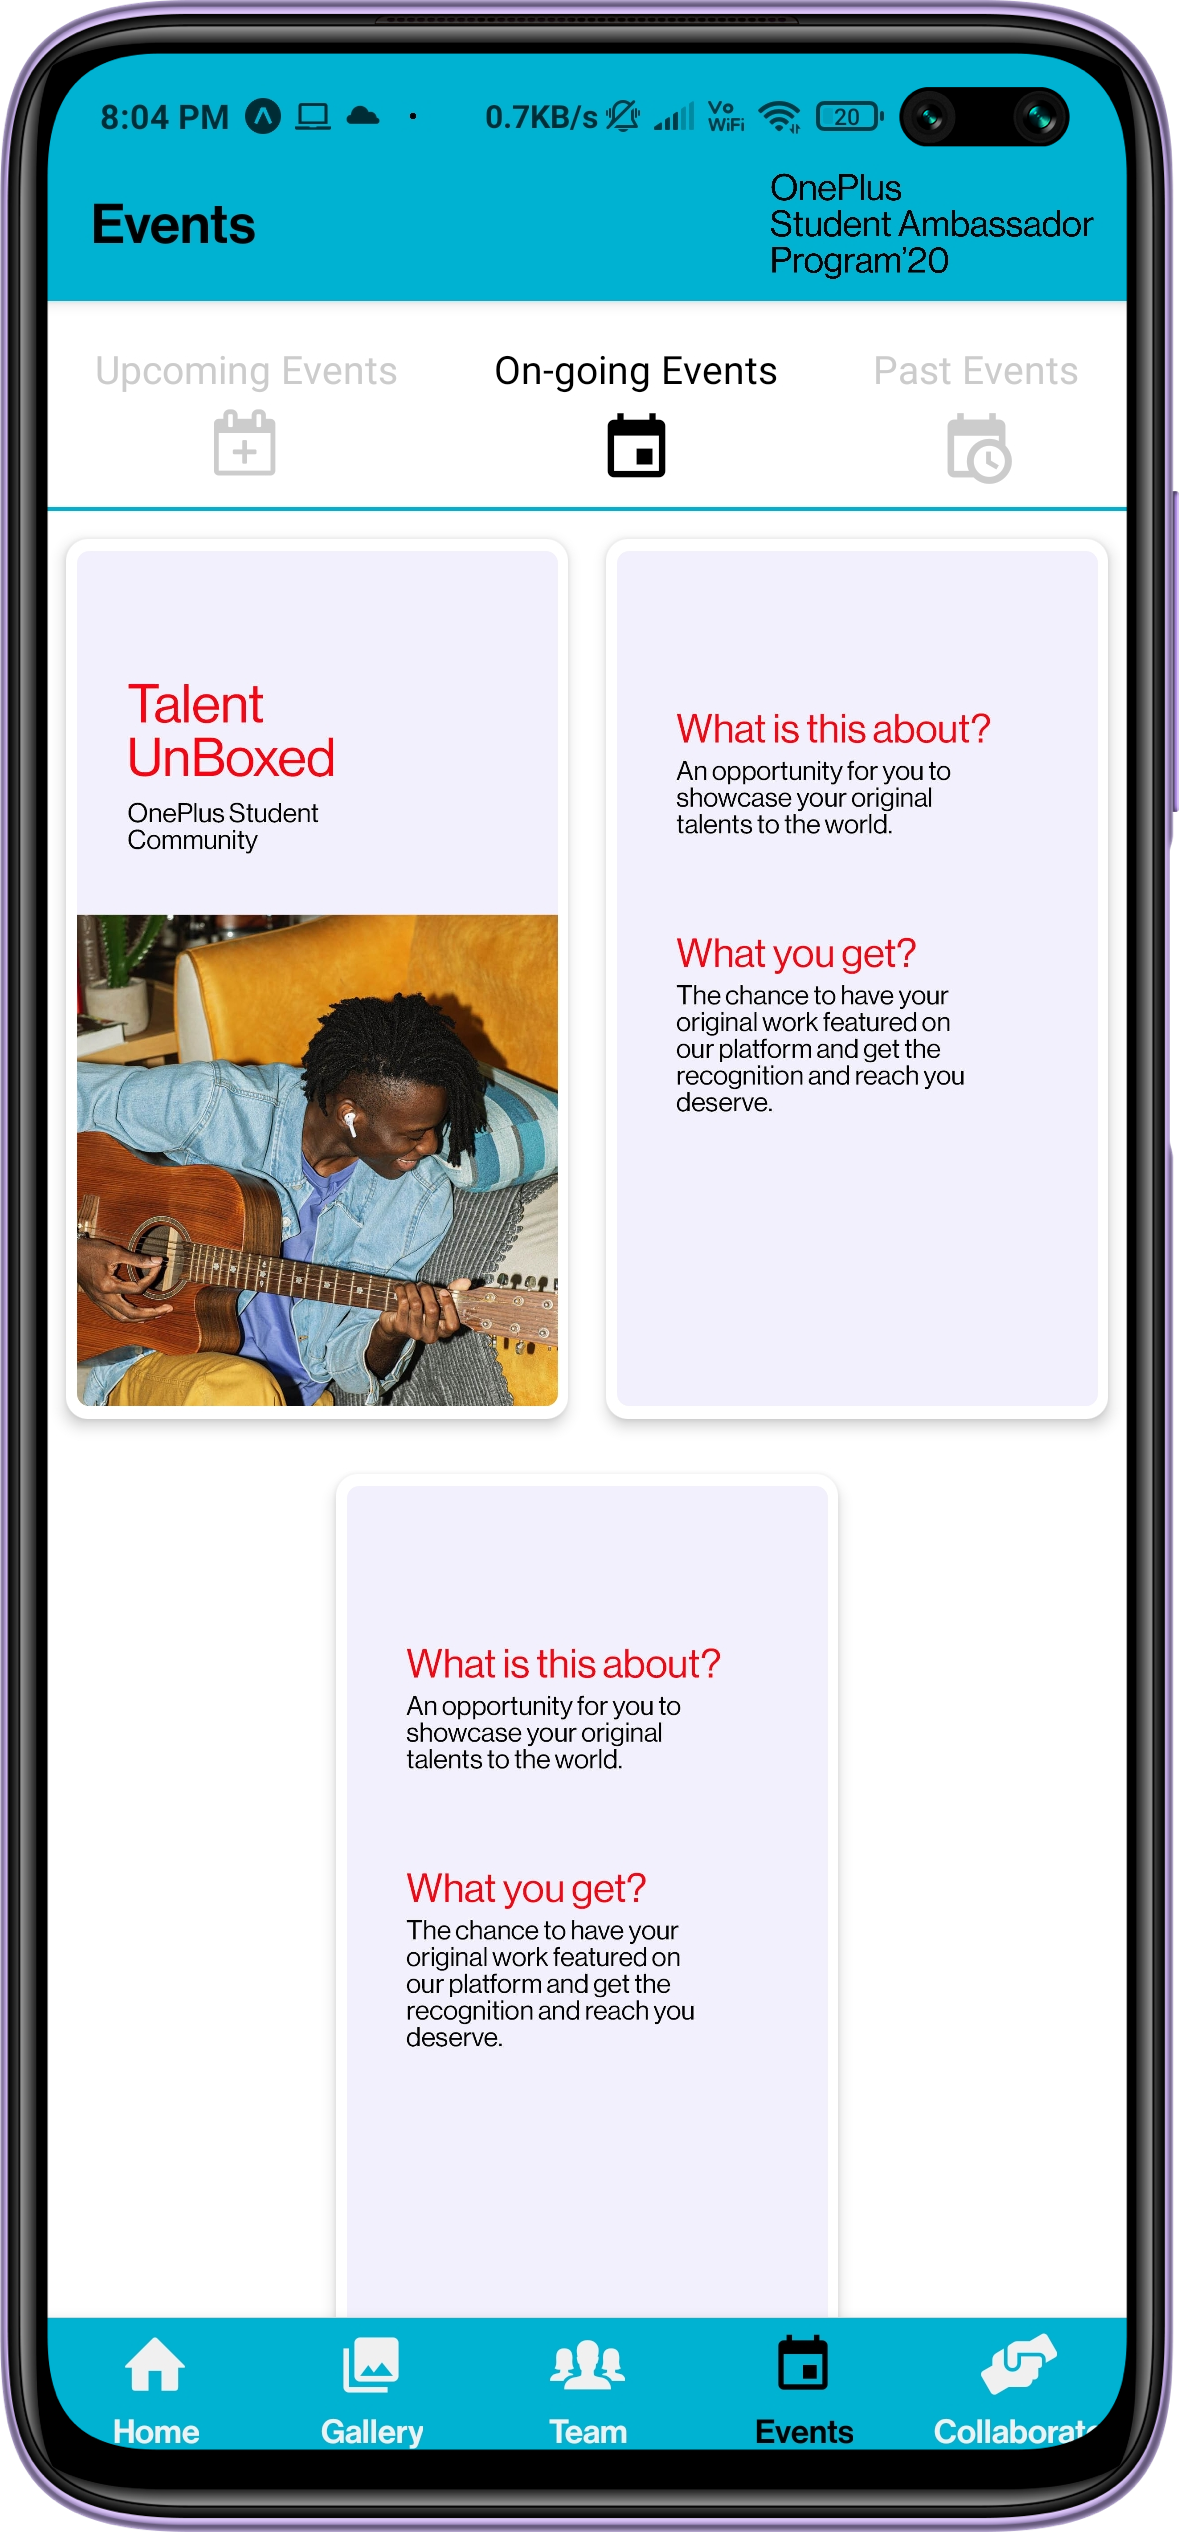 8:04 PM 0.7KB/s Vo WiFi 20
Events
OnePlus
Student Ambassador
Program'20
Upcoming Events On-going Events Past Events
Talent
UnBoxed
OnePlus Student
Community
What is this about?
An opportunity for you to
showcase your original
talents to the world.
What you get?
The chance to have your
original work featured on
our platform and get the
recognition and reach you
deserve.
What is this about?
An opportunity for you to
showcase your original
talents to the world.
What you get?
The chance to have your
original work featured on
our platform and get the
recognition and reach you
deserve.
Home Gallery Team Events Collaborate